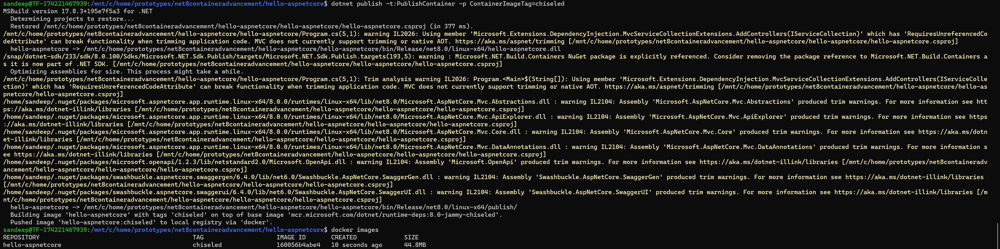 sandeep@TF-174221467939:/mnt/c/home/prototypes/net8containeradvancement/hello-aspnetcore$ dotnet publish -t:PublishContainer -p ContainerImageTag=chiseled
MSBuild version 17.8.3+195e7f5a3 for .NET
  Determining projects to restore...
  Restored /mnt/c/home/prototypes/net8containeradvancement/hello-aspnetcore/hello-aspnetcore/hello-aspnetcore.csproj (in 377 ms).
/mnt/c/home/prototypes/net8containeradvancement/hello-aspnetcore/hello-aspnetcore/Program.cs(5,1): warning IL2026: Using member 'Microsoft.Extensions.DependencyInjection.MvcServiceCollectionExtensions.AddControllers(IServiceCollection)' which has 'RequiresUnreferencedCo
deAttribute' can break functionality when trimming application code. MVC does not currently support trimming or native AOT. https://aka.ms/aspnet/trimming [/mnt/c/home/prototypes/net8containeradvancement/hello-aspnetcore/hello-aspnetcore/hello-aspnetcore.csproj]
  hello-aspnetcore -> /mnt/c/home/prototypes/net8containeradvancement/hello-aspnetcore/hello-aspnetcore/bin/Release/net8.0/linux-x64/hello-aspnetcore.dll
/snap/dotnet-sdk/233/sdk/8.0.100/Sdks/Microsoft.NET.Sdk.Publish/targets/Microsoft.NET.Sdk.Publish.targets(193,5): warning : Microsoft.NET.Build.Containers NuGet package is explicitly referenced. Consider removing the package reference to Microsoft.NET.Build.Containers a
s it is now part of .NET SDK. [/mnt/c/home/prototypes/net8containeradvancement/hello-aspnetcore/hello-aspnetcore/hello-aspnetcore.csproj]
  Optimizing assemblies for size. This process might take a while.
/mnt/c/home/prototypes/net8containeradvancement/hello-aspnetcore/hello-aspnetcore/Program.cs(5,1): Trim analysis warning IL2026: Program.<Main>$(String[]): Using member 'Microsoft.Extensions.DependencyInjection.MvcServiceCollectionExtensions.AddControllers(IServiceColle
ction)' which has 'RequiresUnreferencedCodeAttribute' can break functionality when trimming application code. MVC does not currently support trimming or native AOT. https://aka.ms/aspnet/trimming [/mnt/c/home/prototypes/net8containeradvancement/hello-aspnetcore/hello-as
pnetcore/hello-aspnetcore.csproj]
/home/sandeep/.nuget/packages/microsoft.aspnetcore.app.runtime.linux-x64/8.0.0/runtimes/linux-x64/lib/net8.0/Microsoft.AspNetCore.Mvc.Abstractions.dll : warning IL2104: Assembly 'Microsoft.AspNetCore.Mvc.Abstractions' produced trim warnings. For more information see htt
ps://aka.ms/dotnet-illink/libraries [/mnt/c/home/prototypes/net8containeradvancement/hello-aspnetcore/hello-aspnetcore/hello-aspnetcore.csproj]
/home/sandeep/.nuget/packages/microsoft.aspnetcore.app.runtime.linux-x64/8.0.0/runtimes/linux-x64/lib/net8.0/Microsoft.AspNetCore.Mvc.ApiExplorer.dll : warning IL2104: Assembly 'Microsoft.AspNetCore.Mvc.ApiExplorer' produced trim warnings. For more information see https
://aka.ms/dotnet-illink/libraries [/mnt/c/home/prototypes/net8containeradvancement/hello-aspnetcore/hello-aspnetcore/hello-aspnetcore.csproj]
/home/sandeep/.nuget/packages/microsoft.aspnetcore.app.runtime.linux-x64/8.0.0/runtimes/linux-x64/lib/net8.0/Microsoft.AspNetCore.Mvc.Core.dll : warning IL2104: Assembly 'Microsoft.AspNetCore.Mvc.Core' produced trim warnings. For more information see https://aka.ms/dotn
et-illink/libraries [/mnt/c/home/prototypes/net8containeradvancement/hello-aspnetcore/hello-aspnetcore/hello-aspnetcore.csproj]
/home/sandeep/.nuget/packages/microsoft.aspnetcore.app.runtime.linux-x64/8.0.0/runtimes/linux-x64/lib/net8.0/Microsoft.AspNetCore.Mvc.DataAnnotations.dll : warning IL2104: Assembly 'Microsoft.AspNetCore.Mvc.DataAnnotations' produced trim warnings. For more information s
ee https://aka.ms/dotnet-illink/libraries [/mnt/c/home/prototypes/net8containeradvancement/hello-aspnetcore/hello-aspnetcore/hello-aspnetcore.csproj]
/home/sandeep/.nuget/packages/microsoft.openapi/1.2.3/lib/netstandard2.0/Microsoft.OpenApi.dll : warning IL2104: Assembly 'Microsoft.OpenApi' produced trim warnings. For more information see https://aka.ms/dotnet-illink/libraries [/mnt/c/home/prototypes/net8containeradv
ancement/hello-aspnetcore/hello-aspnetcore/hello-aspnetcore.csproj]
/home/sandeep/.nuget/packages/swashbuckle.aspnetcore.swaggergen/6.4.0/lib/net6.0/Swashbuckle.AspNetCore.SwaggerGen.dll : warning IL2104: Assembly 'Swashbuckle.AspNetCore.SwaggerGen' produced trim warnings. For more information see https://aka.ms/dotnet-illink/libraries
[/mnt/c/home/prototypes/net8containeradvancement/hello-aspnetcore/hello-aspnetcore/hello-aspnetcore.csproj]
/home/sandeep/.nuget/packages/swashbuckle.aspnetcore.swaggerui/6.4.0/lib/net6.0/Swashbuckle.AspNetCore.SwaggerUI.dll : warning IL2104: Assembly 'Swashbuckle.AspNetCore.SwaggerUI' produced trim warnings. For more information see https://aka.ms/dotnet-illink/libraries [/m
nt/c/home/prototypes/net8containeradvancement/hello-aspnetcore/hello-aspnetcore/hello-aspnetcore.csproj]
  hello-aspnetcore -> /mnt/c/home/prototypes/net8containeradvancement/hello-aspnetcore/hello-aspnetcore/bin/Release/net8.0/linux-x64/publish/
  Building image 'hello-aspnetcore' with tags 'chiseled' on top of base image 'mcr.microsoft.com/dotnet/runtime-deps:8.0-jammy-chiseled'.
  Pushed image 'hello-aspnetcore:chiseled' to local registry via 'docker'.
sandeep@TF-174221467939:/mnt/c/home/prototypes/net8containeradvancement/hello-aspnetcore$ docker images
REPOSITORY TAG IMAGE ID CREATED SIZE
hello-aspnetcore chiseled 160056b4abe4 10 seconds ago 44.8MB